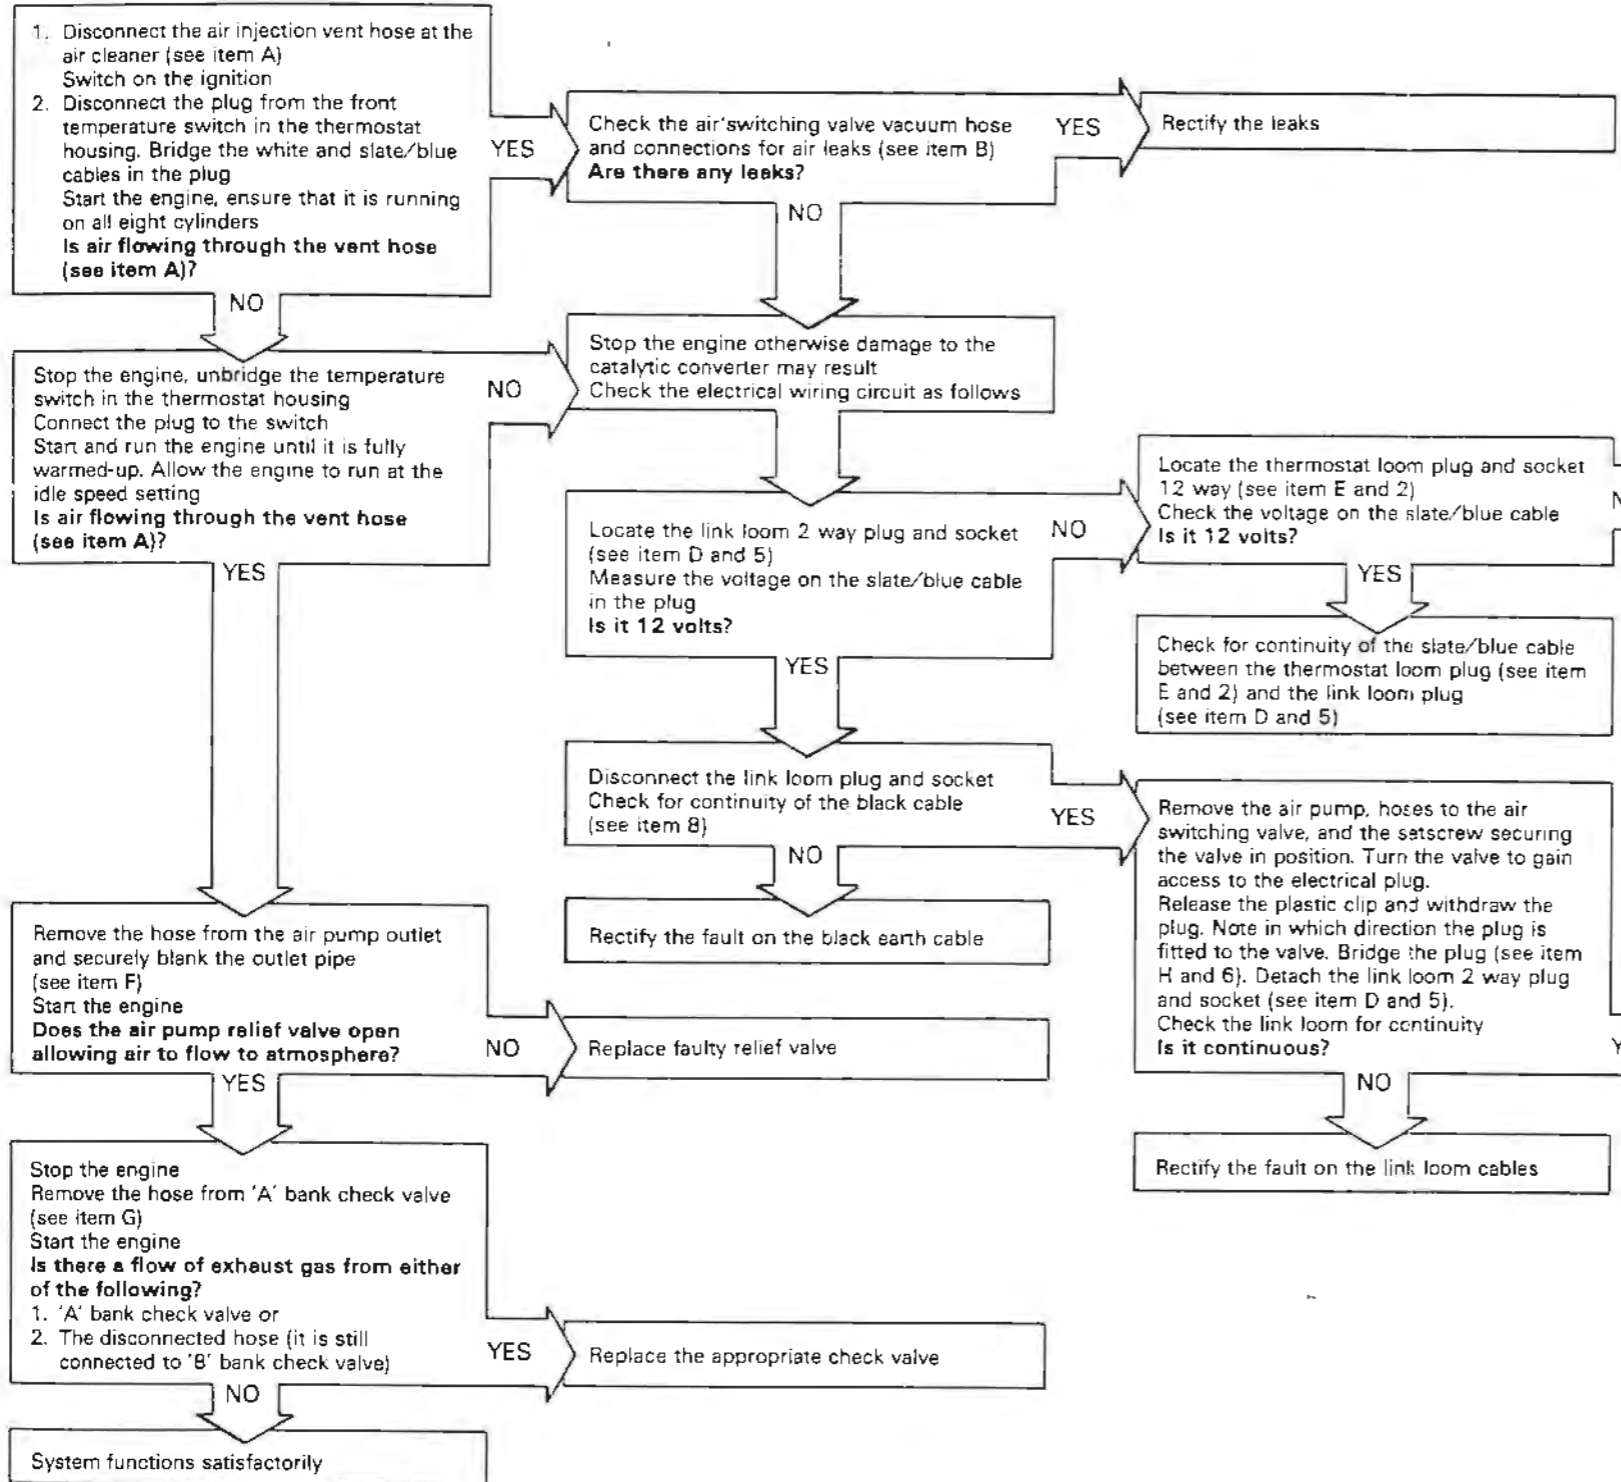 1. Disconnect the air injection vent hose at the
air cleaner (see item A)
Switch on the ignition
2. Disconnect the plug from the front
temperature switch in the thermostat
housing. Bridge the white and slate/blue
cables in the plug
Start the engine, ensure that it is running
on all eight cylinders
Is air flowing through the vent hose
(see item A)?
YES
Check the air switching valve vacuum hose
and connections for air leaks (see item B)
Are there any leaks?
YES
Rectify the leaks
NO
NO
Stop the engine, unbridge the temperature
switch in the thermostat housing
Connect the plug to the switch
Start and run the engine until it is fully
warmed-up. Allow the engine to run at the
idle speed setting
Is air flowing through the vent hose
(see item A)?
NO
Stop the engine otherwise damage to the
catalytic converter may result
Check the electrical wiring circuit as follows
YES
Locate the link loom 2 way plug and socket
(see item D and 5)
Measure the voltage on the slate/blue cable
in the plug
Is it 12 volts?
NO
Locate the thermostat loom plug and socket
12 way (see item E and 2)
Check the voltage on the slate/blue cable
Is it 12 volts?
YES
Check for continuity of the slate/blue cable
between the thermostat loom plug (see item
E and 2) and the link loom plug
(see item D and 5)
YES
Disconnect the link loom plug and socket
Check for continuity of the black cable
(see item 8)
YES
Remove the air pump, hoses to the air
switching valve, and the setscrew securing
the valve in position. Turn the valve to gain
access to the electrical plug.
Release the plastic clip and withdraw the
plug. Note in which direction the plug is
fitted to the valve. Bridge the plug (see item
H and 6). Detach the link loom 2 way plug
and socket (see item D and 5).
Check the link loom for continuity
Is it continuous?
NO
Rectify the fault on the black earth cable
NO
Rectify the fault on the link loom cables
Remove the hose from the air pump outlet
and securely blank the outlet pipe
(see item F)
Start the engine
Does the air pump relief valve open
allowing air to flow to atmosphere?
NO
Replace faulty relief valve
YES
Stop the engine
Remove the hose from 'A' bank check valve
(see item G)
Start the engine
Is there a flow of exhaust gas from either
of the following?
1. 'A' bank check valve or
2. The disconnected hose (it is still
connected to 'B' bank check valve)
YES
Replace the appropriate check valve
NO
System functions satisfactorily